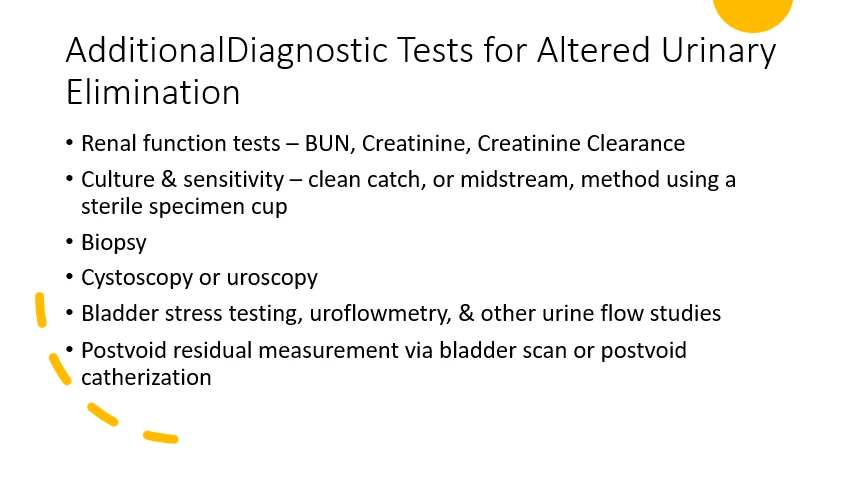 AdditionalDiagnostic Tests for Altered Urinary
Elimination
• Renal function tests – BUN, Creatinine, Creatinine Clearance
• Culture & sensitivity – clean catch, or midstream, method using a
sterile specimen cup
• Biopsy
• Cystoscopy or uroscopy
• Bladder stress testing, uroflowmetry, & other urine flow studies
• Postvoid residual measurement via bladder scan or postvoid
catherization